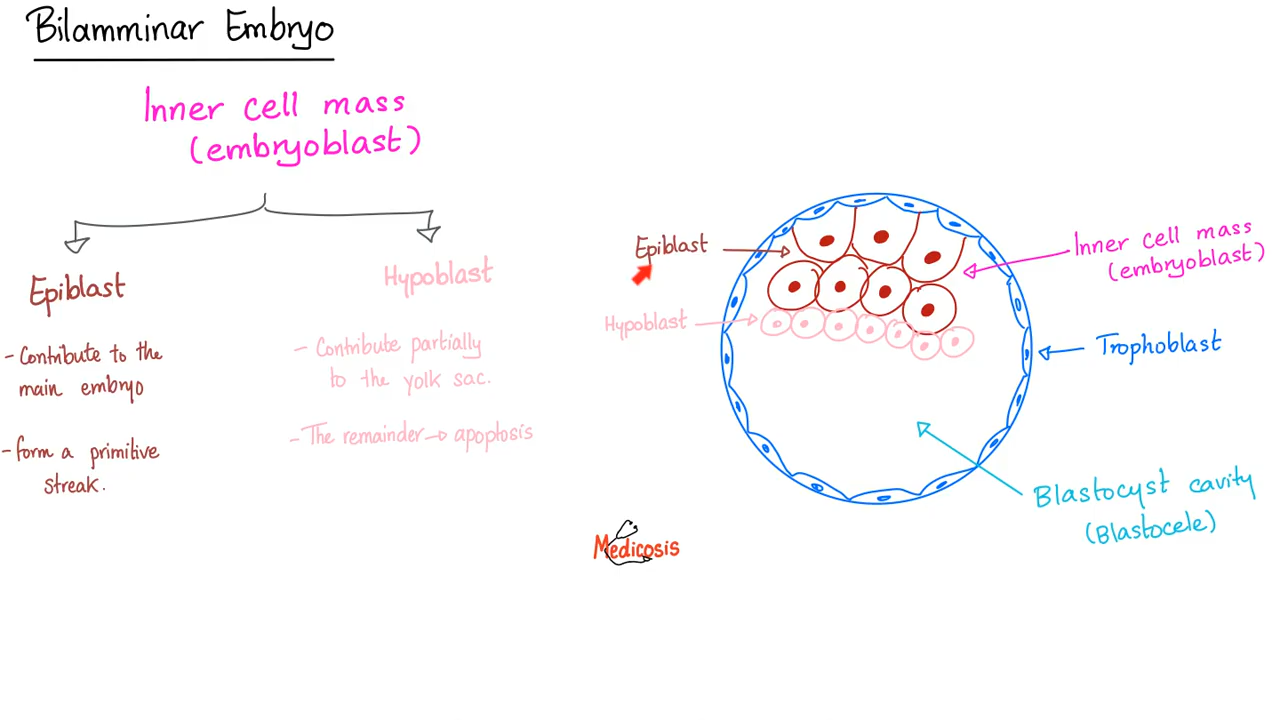 Bilamminar Embryo
Inner cell mass
(embryoblast)
Epiblast
- Contribute to the
main embryo
- form a primitive
streak.
Hypoblast
- Contribute partially
to the yolk sac.
- The remainder → apoptosis
Epiblast
Hypoblast
Inner cell mass
(embryoblast)
Trophoblast
Blastocyst cavity
(Blastocele)
Medicosis